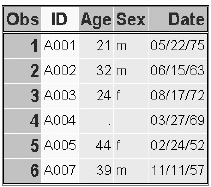 Obs ID Age Sex Date
1 A001 21 m 05/22/75
2 A002 32 m 06/15/63
3 A003 24 f 08/17/72
4 A004 . 03/27/69
5 A005 44 f 02/24/52
6 A007 39 m 11/11/57